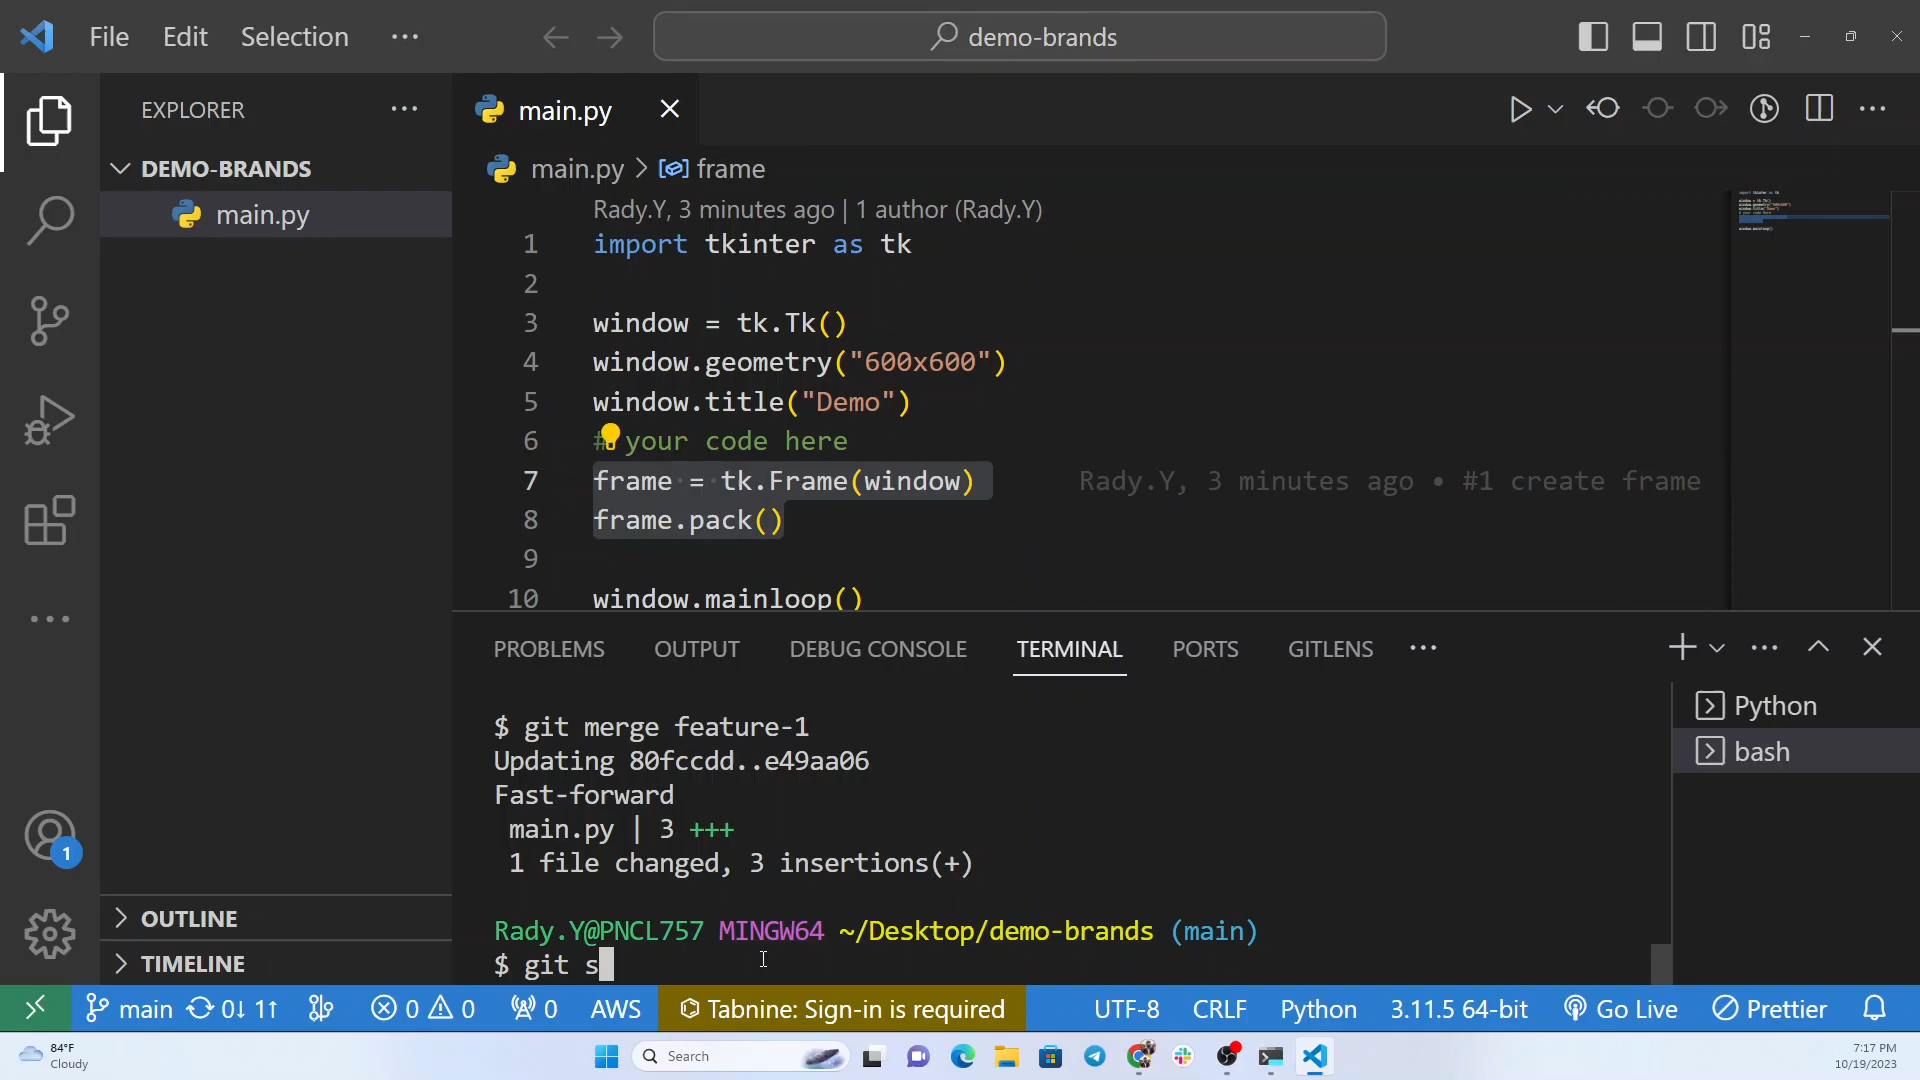 File Edit Selection ···
demo-brands
EXPLORER ···
DEMO-BRANDS
main.py
OUTLINE
TIMELINE
1
main.py
main.py > frame
Rady.Y, 3 minutes ago | 1 author (Rady.Y)
1 import tkinter as tk
2
3 window = tk.Tk()
4 window.geometry("600x600")
5 window.title("Demo")
6 # your code here
7 frame = tk.Frame(window) Rady.Y, 3 minutes ago • #1 create frame
8 frame.pack()
9
10 window.mainloop()
PROBLEMS OUTPUT DEBUG CONSOLE TERMINAL PORTS GITLENS ···
Python
bash
$ git merge feature-1
Updating 80fccdd..e49aa06
Fast-forward
main.py | 3 +++
1 file changed, 3 insertions(+)
Rady.Y@PNCL757 MINGW64 ~/Desktop/demo-brands (main)
$ git s
main 0↓ 1↑ 0 0 0 AWS Tabnine: Sign-in is required UTF-8 CRLF Python 3.11.5 64-bit Go Live Prettier
84°F
Cloudy
Search
7:17 PM
10/19/2023